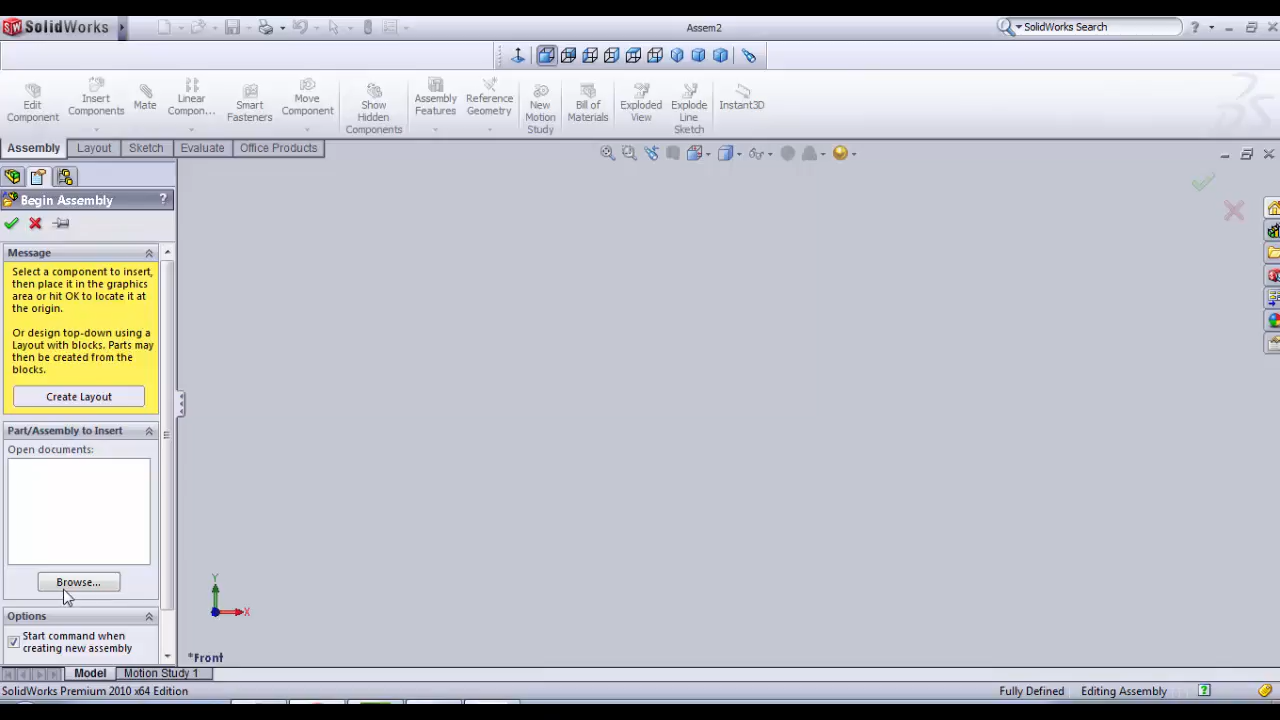 SolidWorks
Assem2
SolidWorks Search
?
Edit
Component
Insert
Components
Mate
Linear
Compon...
Smart
Fasteners
Move
Component
Show
Hidden
Components
Assembly
Features
Reference
Geometry
New
Motion
Study
Bill of
Materials
Exploded
View
Explode
Line
Sketch
Instant3D
Assembly
Layout
Sketch
Evaluate
Office Products
Begin Assembly
?
Message
Select a component to insert,
then place it in the graphics
area or hit OK to locate it at
the origin.
Or design top-down using a
Layout with blocks. Parts may
then be created from the
blocks.
Create Layout
Part/Assembly to Insert
Open documents:
Browse...
Options
Start command when
creating new assembly
Y
X
*Front
Model
Motion Study 1
SolidWorks Premium 2010 x64 Edition
Fully Defined
Editing Assembly
?